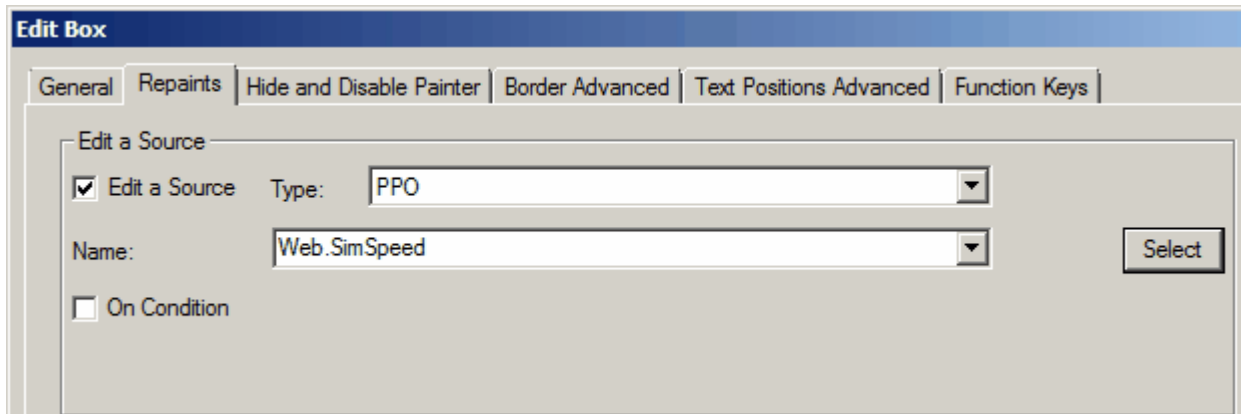 Edit Box
General Repaints Hide and Disable Painter Border Advanced Text Positions Advanced Function Keys
Edit a Source
Edit a Source Type: PPO
Name: Web.SimSpeed Select
On Condition